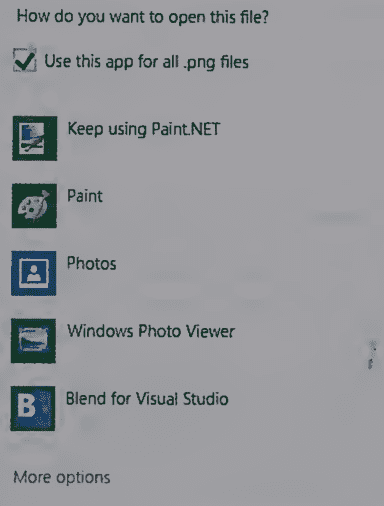 How do you want to open this file?
Use this app for all .png files
Keep using Paint.NET
Paint
Photos
Windows Photo Viewer
B Blend for Visual Studio
More options